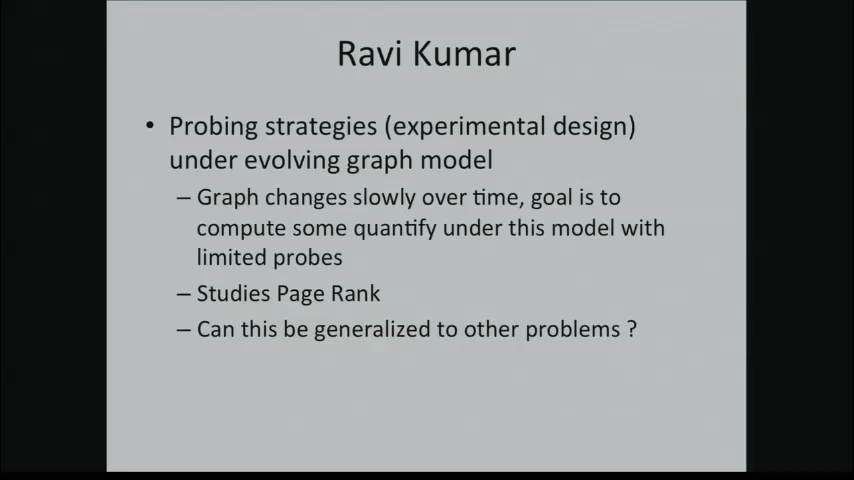 Ravi Kumar
• Probing strategies (experimental design)
under evolving graph model
– Graph changes slowly over time, goal is to
compute some quantify under this model with
limited probes
– Studies Page Rank
– Can this be generalized to other problems ?